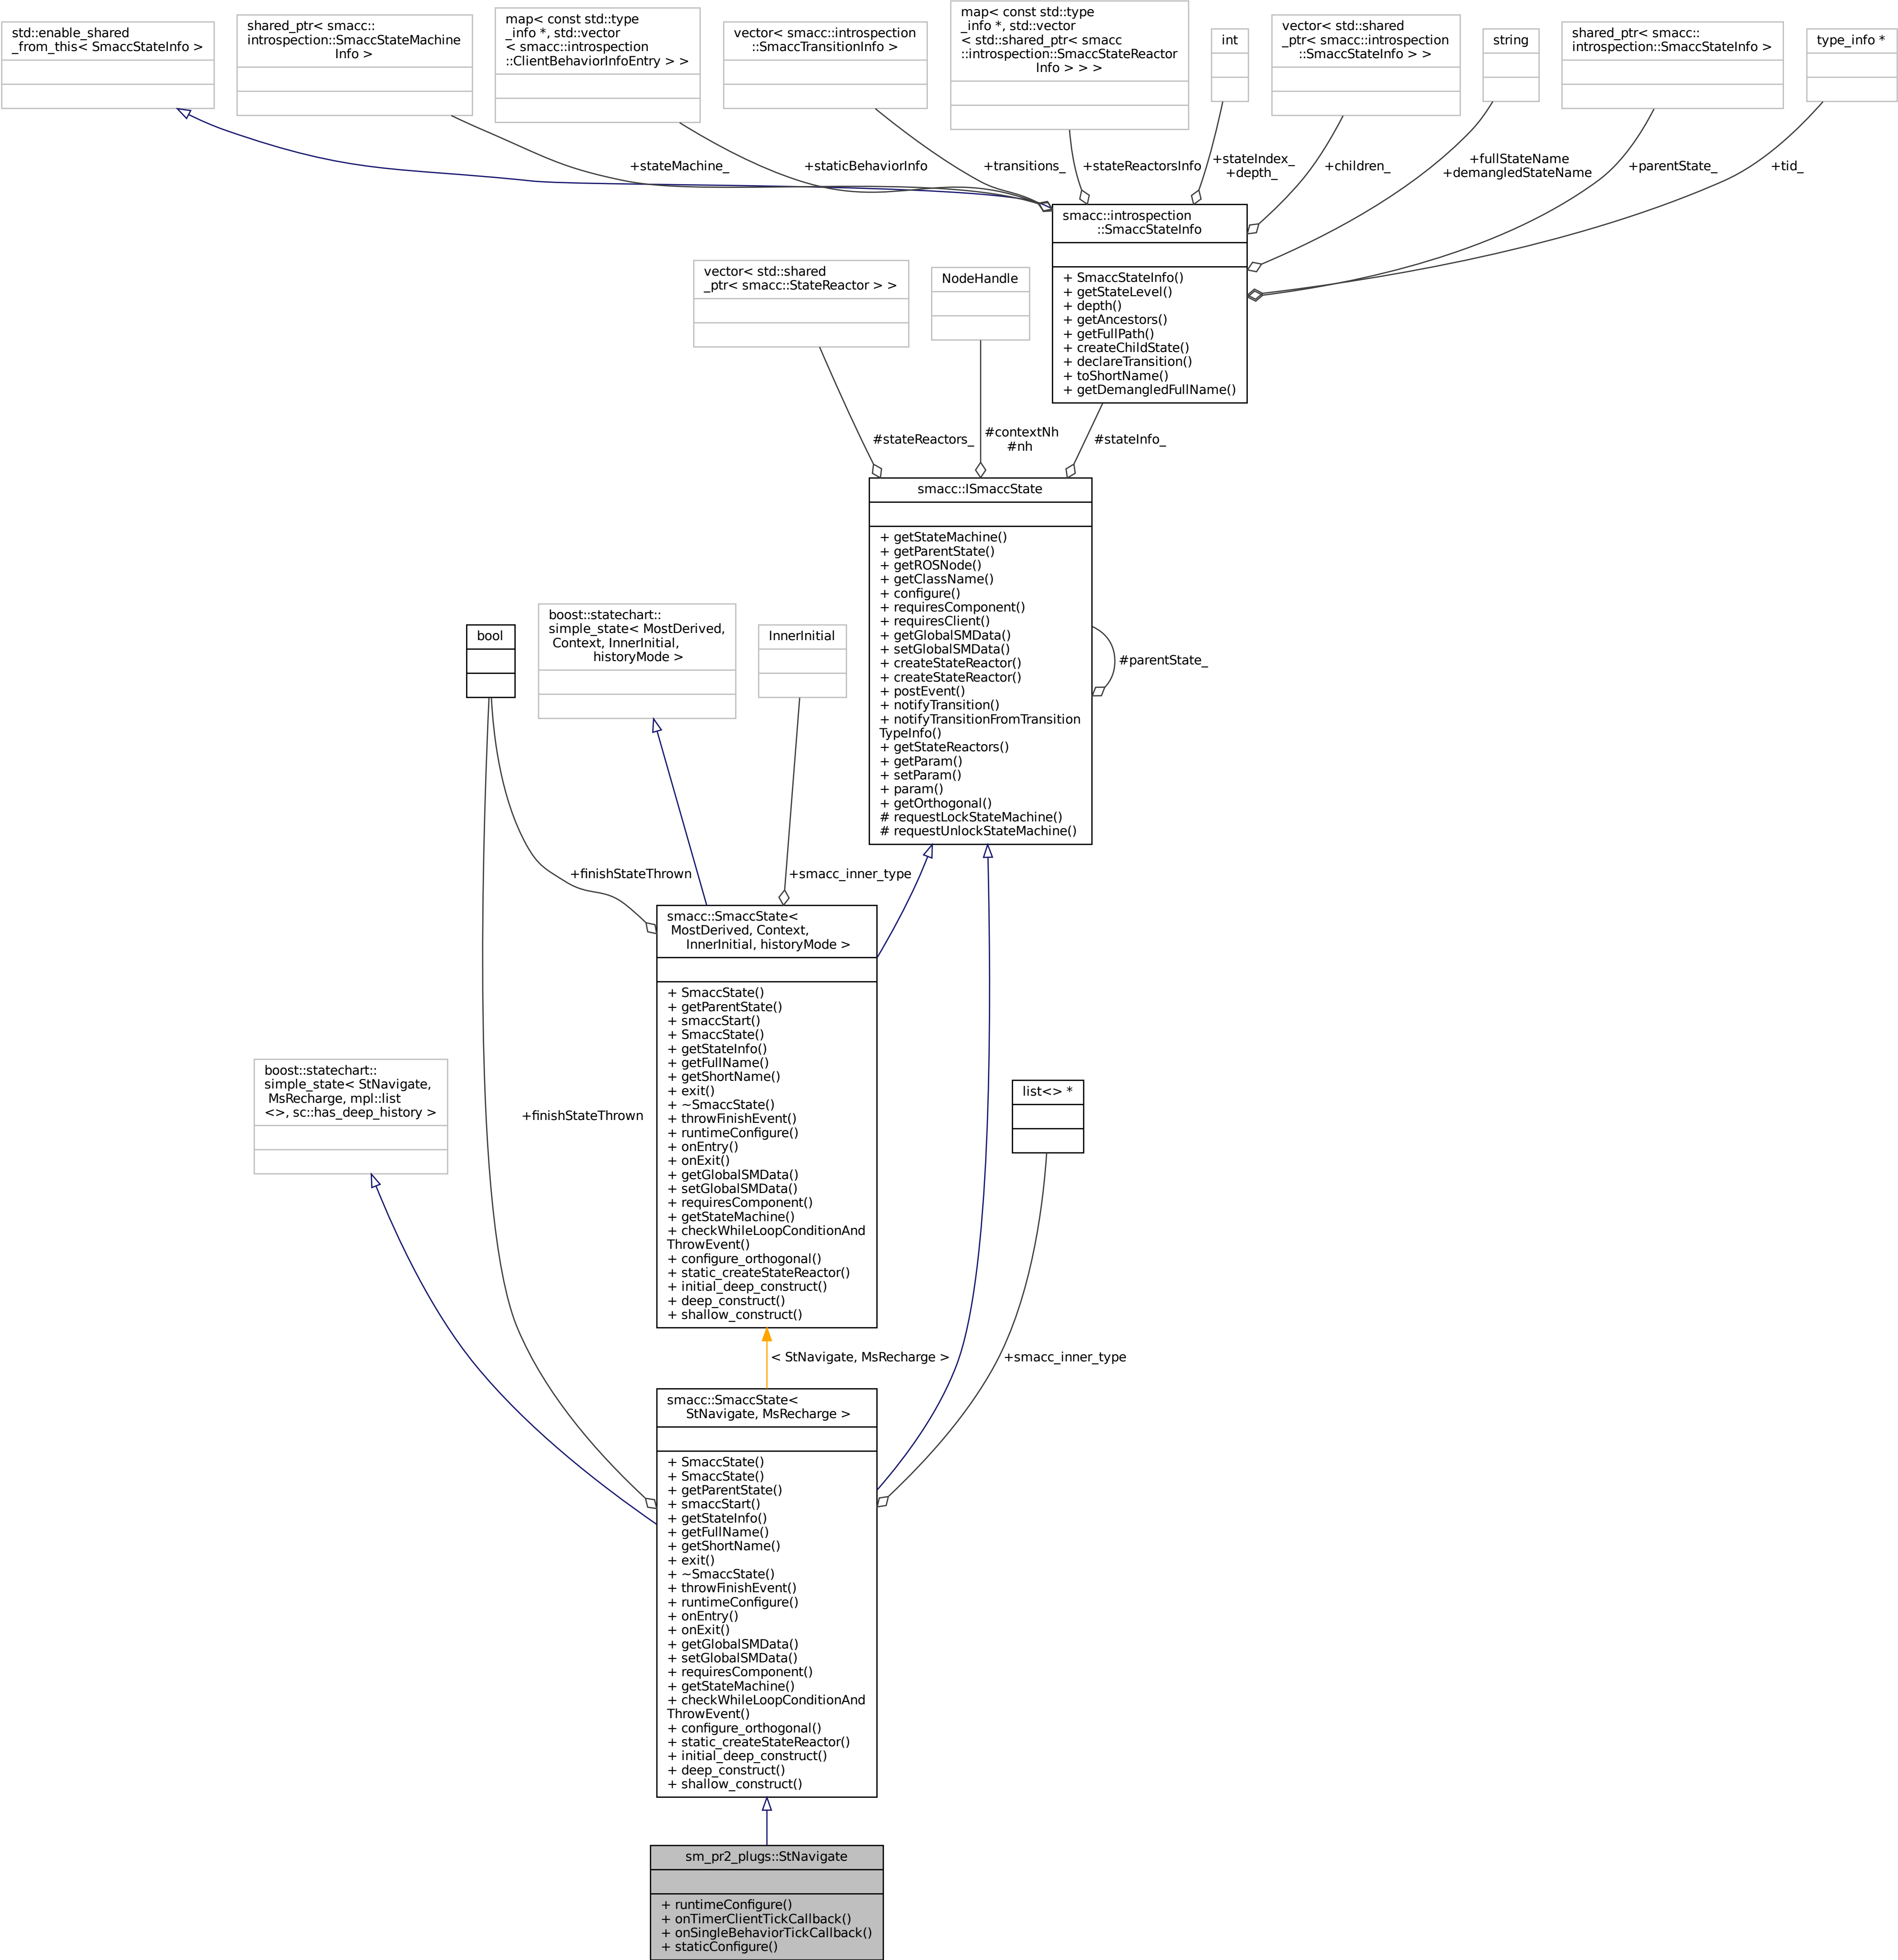 std::enable_shared
_from_this< SmaccStateInfo >
shared_ptr< smacc::
introspection::SmaccStateMachine
Info >
map< const std::type
_info *, std::vector
< smacc::introspection
::ClientBehaviorInfoEntry > >
vector< smacc::introspection
::SmaccTransitionInfo >
map< const std::type
_info *, std::vector
< std::shared_ptr< smacc
::introspection::SmaccStateReactor
Info > > >
int
vector< std::shared
_ptr< smacc::introspection
::SmaccStateInfo > >
string
shared_ptr< smacc::
introspection::SmaccStateInfo >
type_info *
+stateMachine_
+staticBehaviorInfo
+transitions_
+stateReactorsInfo
+stateIndex_
+depth_
+children_
+fullStateName
+demangledStateName
+parentState_
+tid_
smacc::introspection
::SmaccStateInfo
+ SmaccStateInfo()
+ getStateLevel()
+ depth()
+ getAncestors()
+ getFullPath()
+ createChildState()
+ declareTransition()
+ toShortName()
+ getDemangledFullName()
vector< std::shared
_ptr< smacc::StateReactor > >
NodeHandle
#stateReactors_
#contextNh
#nh
#stateInfo_
smacc::ISmaccState
+ getStateMachine()
+ getParentState()
+ getROSNode()
+ getClassName()
+ configure()
+ requiresComponent()
+ requiresClient()
+ getGlobalSMData()
+ setGlobalSMData()
+ createStateReactor()
+ createStateReactor()
+ postEvent()
+ notifyTransition()
+ notifyTransitionFromTransition
TypeInfo()
+ getStateReactors()
+ getParam()
+ setParam()
+ param()
+ getOrthogonal()
# requestLockStateMachine()
# requestUnlockStateMachine()
#parentState_
bool
boost::statechart::
simple_state< MostDerived,
Context, InnerInitial,
historyMode >
InnerInitial
+finishStateThrown
+smacc_inner_type
smacc::SmaccState<
MostDerived, Context,
InnerInitial, historyMode >
+ SmaccState()
+ getParentState()
+ smaccStart()
+ SmaccState()
+ getStateInfo()
+ getFullName()
+ getShortName()
+ exit()
+ ~SmaccState()
+ throwFinishEvent()
+ runtimeConfigure()
+ onEntry()
+ onExit()
+ getGlobalSMData()
+ setGlobalSMData()
+ requiresComponent()
+ getStateMachine()
+ checkWhileLoopConditionAnd
ThrowEvent()
+ configure_orthogonal()
+ static_createStateReactor()
+ initial_deep_construct()
+ deep_construct()
+ shallow_construct()
boost::statechart::
simple_state< StNavigate,
MsRecharge, mpl::list
<>, sc::has_deep_history >
+finishStateThrown
list<> *
< StNavigate, MsRecharge >
+smacc_inner_type
smacc::SmaccState<
StNavigate, MsRecharge >
+ SmaccState()
+ SmaccState()
+ getParentState()
+ smaccStart()
+ getStateInfo()
+ getFullName()
+ getShortName()
+ exit()
+ ~SmaccState()
+ throwFinishEvent()
+ runtimeConfigure()
+ onEntry()
+ onExit()
+ getGlobalSMData()
+ setGlobalSMData()
+ requiresComponent()
+ getStateMachine()
+ checkWhileLoopConditionAnd
ThrowEvent()
+ configure_orthogonal()
+ static_createStateReactor()
+ initial_deep_construct()
+ deep_construct()
+ shallow_construct()
sm_pr2_plugs::StNavigate
+ runtimeConfigure()
+ onTimerClientTickCallback()
+ onSingleBehaviorTickCallback()
+ staticConfigure()